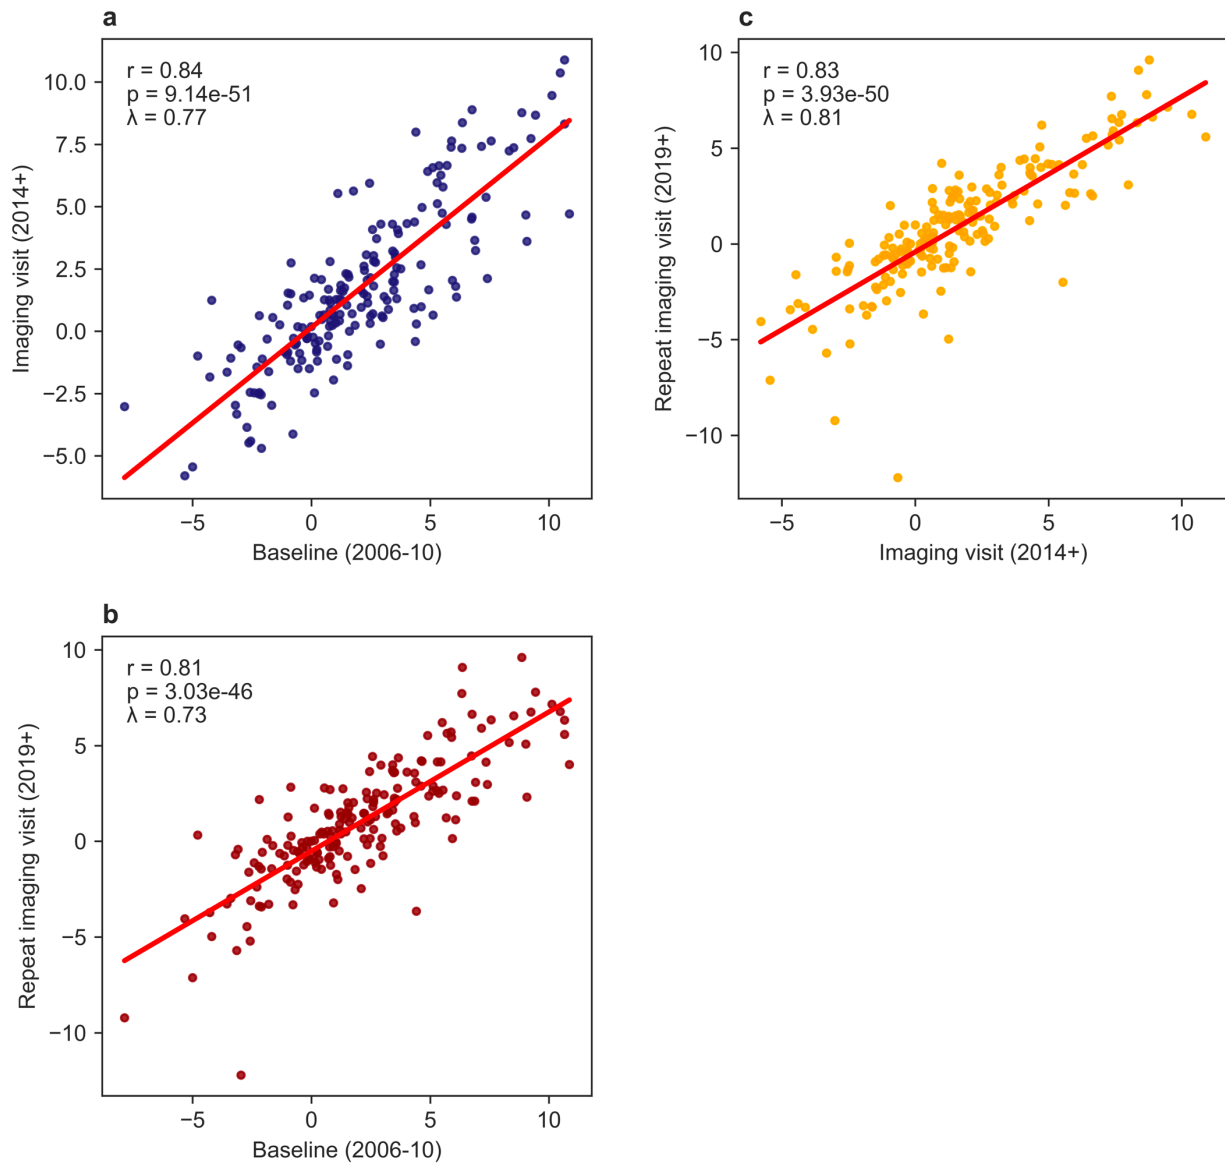 a
r = 0.84
p = 9.14e-51
λ = 0.77
10.0
7.5
5.0
2.5
0.0
−2.5
−5.0
Imaging visit (2014+)
−5 0 5 10
Baseline (2006-10)
c
r = 0.83
p = 3.93e-50
λ = 0.81
10
5
0
−5
−10
Repeat imaging visit (2019+)
−5 0 5 10
Imaging visit (2014+)
b
r = 0.81
p = 3.03e-46
λ = 0.73
10
5
0
−5
−10
Repeat imaging visit (2019+)
−5 0 5 10
Baseline (2006-10)